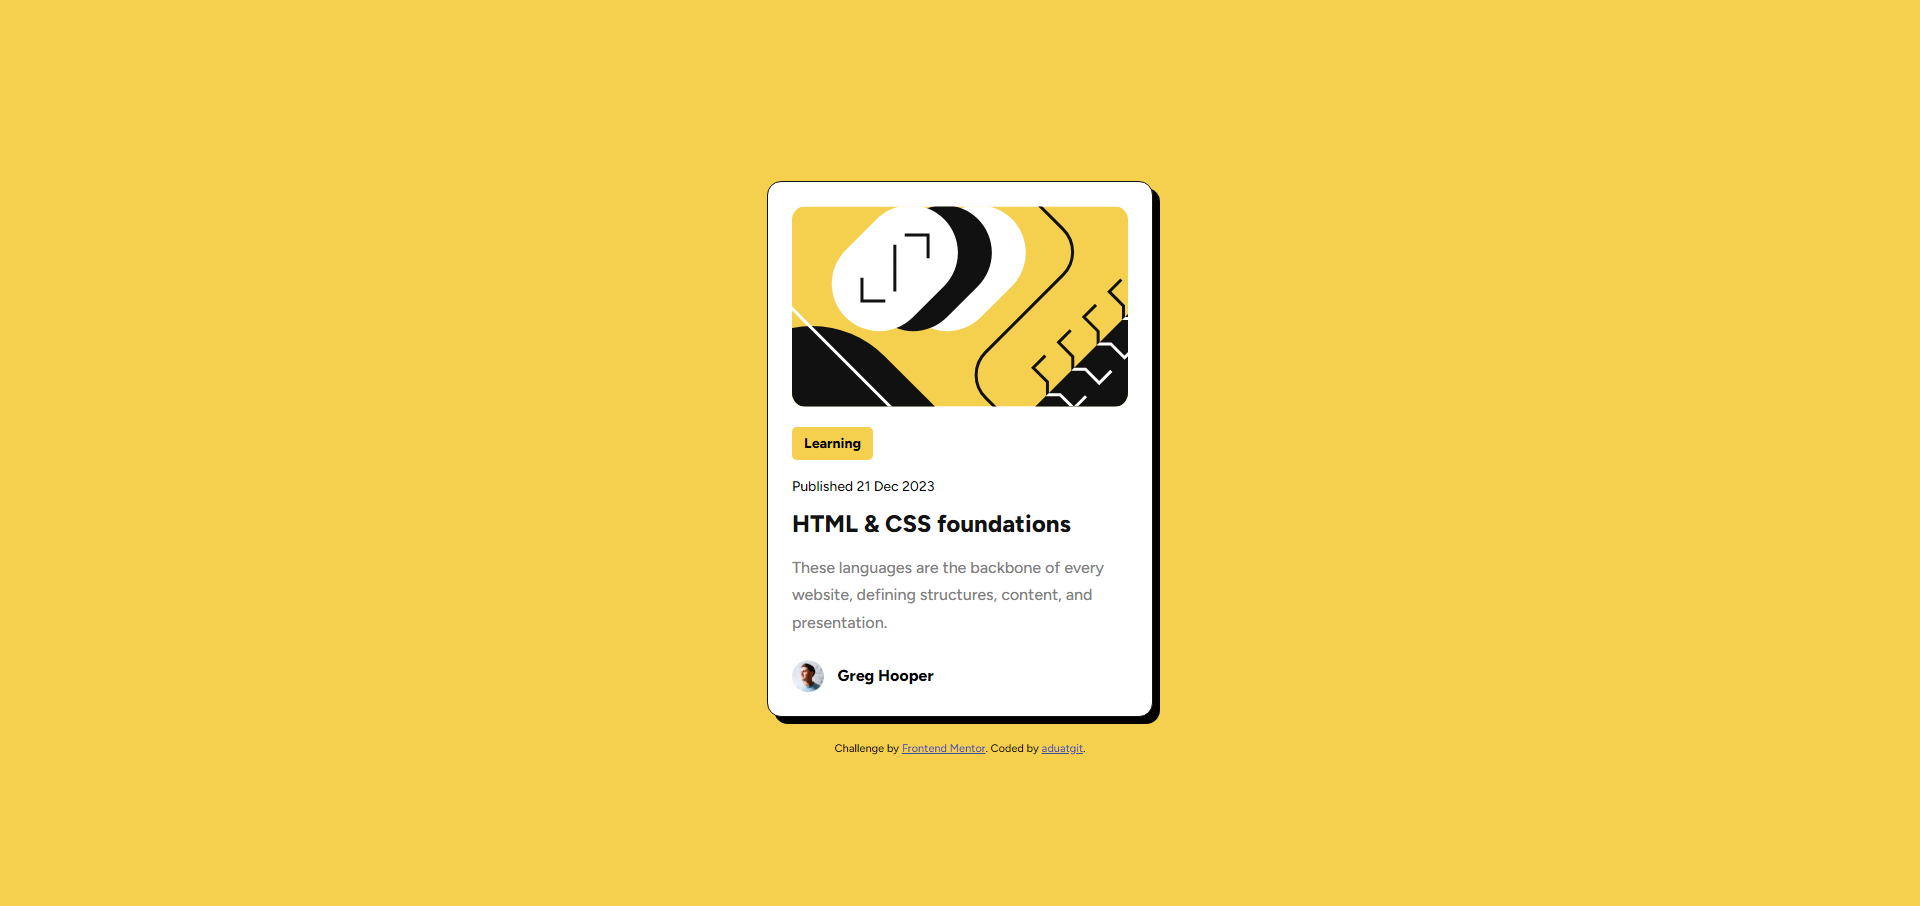 Learning
Published 21 Dec 2023
HTML & CSS foundations
These languages are the backbone of every
website, defining structures, content, and
presentation.
Greg Hooper
Challenge by Frontend Mentor. Coded by aduatgit.